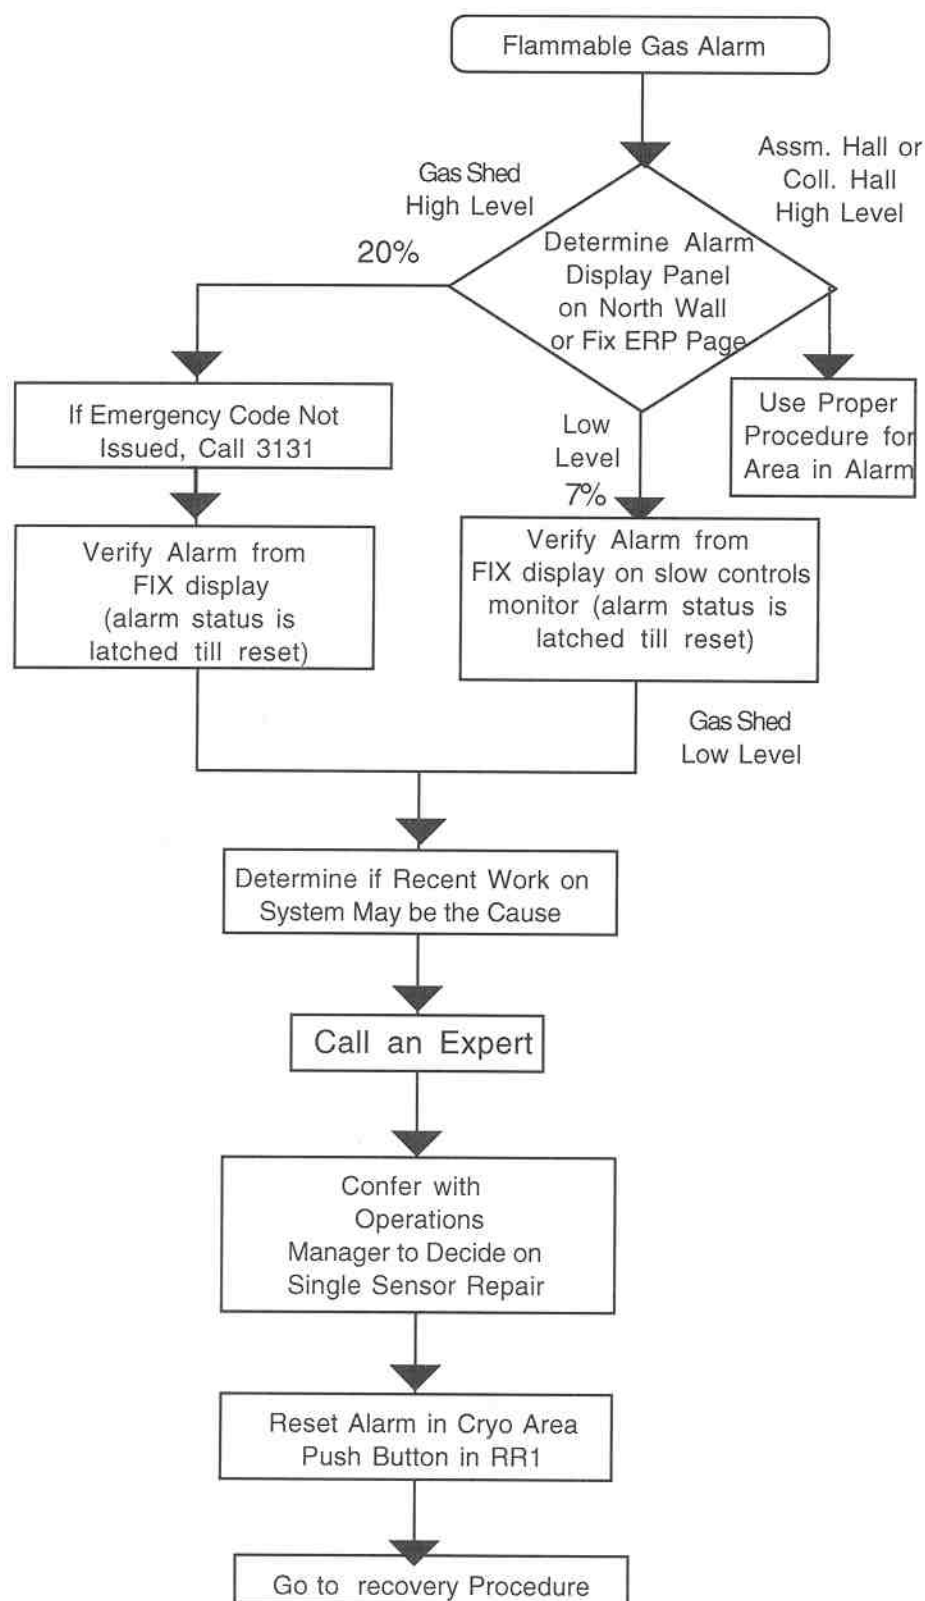 Flammable Gas Alarm
Gas Shed
High Level
20%
Assm. Hall or
Coll. Hall
High Level
Determine Alarm
Display Panel
on North Wall
or Fix ERP Page
If Emergency Code Not
Issued, Call 3131
Low
Level
7%
Use Proper
Procedure for
Area in Alarm
Verify Alarm from
FIX display
(alarm status is
latched till reset)
Verify Alarm from
FIX display on slow controls
monitor (alarm status is
latched till reset)
Gas Shed
Low Level
Determine if Recent Work on
System May be the Cause
Call an Expert
Confer with
Operations
Manager to Decide on
Single Sensor Repair
Reset Alarm in Cryo Area
Push Button in RR1
Go to recovery Procedure